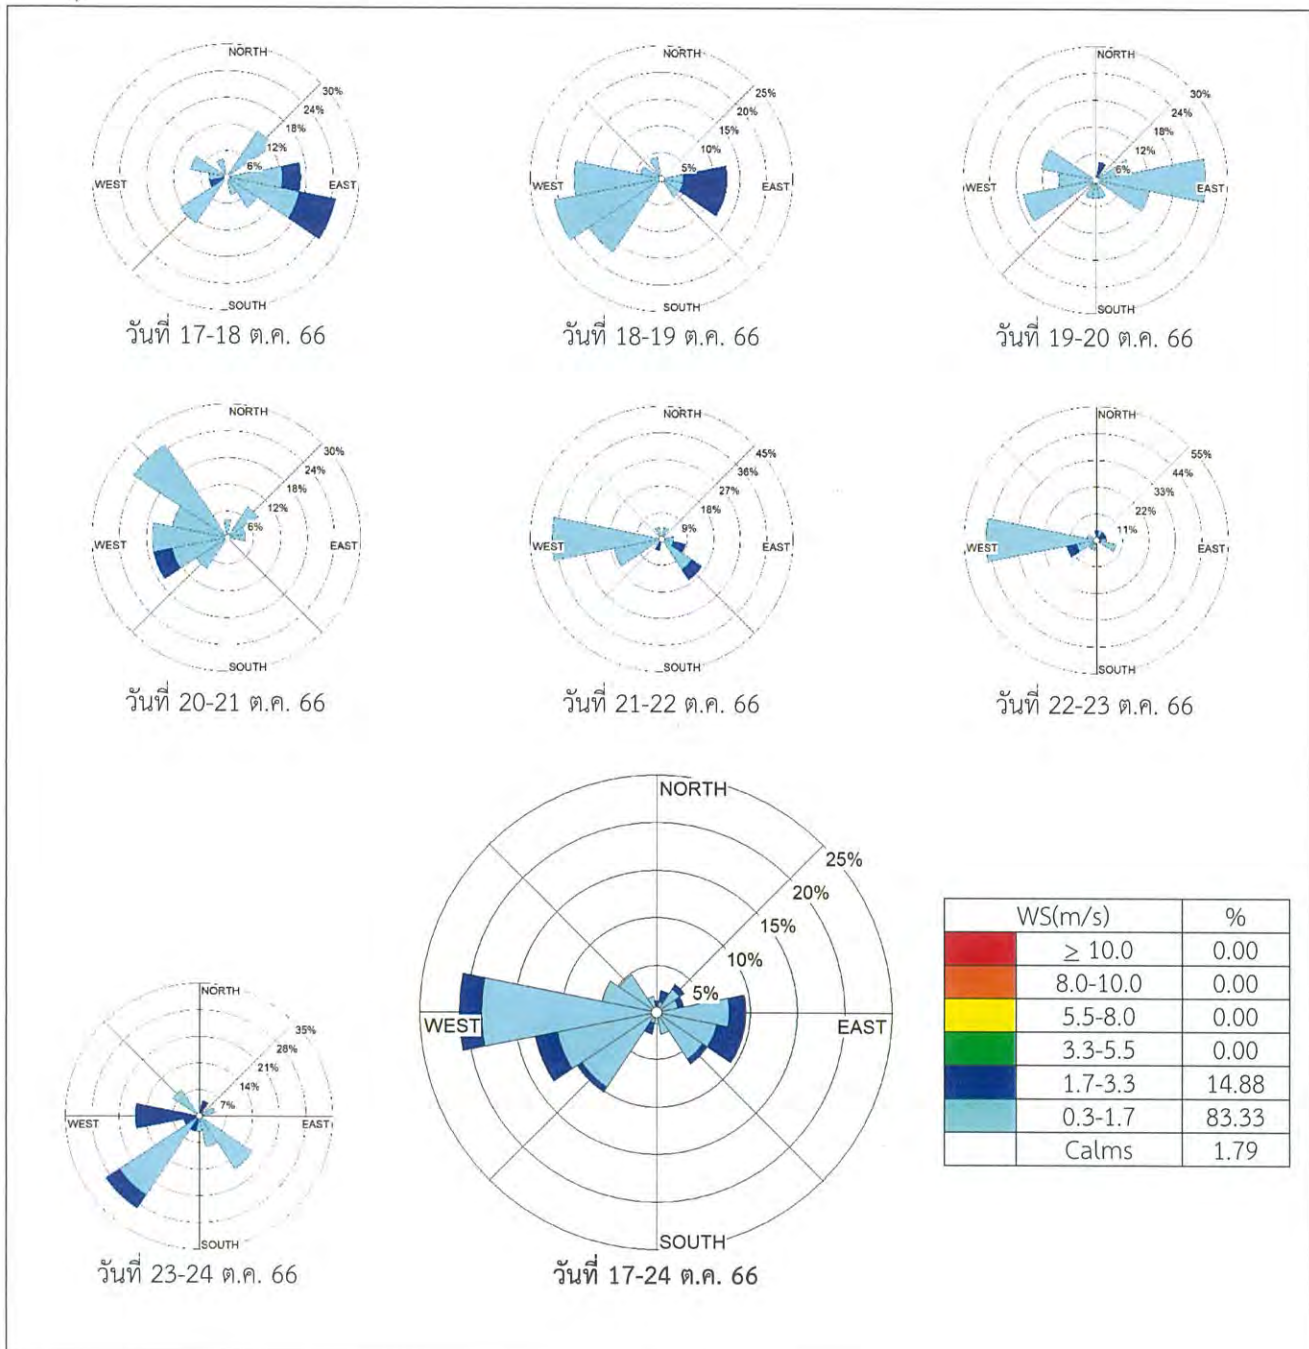 NORTH
30%
24%
18%
12%
6%
WEST
EAST
SOUTH
วันที่ 17-18 ต.ค. 66
NORTH
25%
20%
15%
10%
5%
WEST
EAST
SOUTH
วันที่ 18-19 ต.ค. 66
NORTH
30%
24%
18%
12%
6%
WEST
EAST
SOUTH
วันที่ 19-20 ต.ค. 66
NORTH
30%
24%
18%
12%
6%
WEST
EAST
SOUTH
วันที่ 20-21 ต.ค. 66
NORTH
45%
36%
27%
18%
9%
WEST
EAST
SOUTH
วันที่ 21-22 ต.ค. 66
NORTH
55%
44%
33%
22%
11%
WEST
EAST
SOUTH
วันที่ 22-23 ต.ค. 66
NORTH
35%
28%
21%
14%
7%
WEST
EAST
SOUTH
วันที่ 23-24 ต.ค. 66
NORTH
25%
20%
15%
10%
5%
WEST
EAST
SOUTH
วันที่ 17-24 ต.ค. 66
WS(m/s) %
≥ 10.0 0.00
8.0-10.0 0.00
5.5-8.0 0.00
3.3-5.5 0.00
1.7-3.3 14.88
0.3-1.7 83.33
Calms 1.79